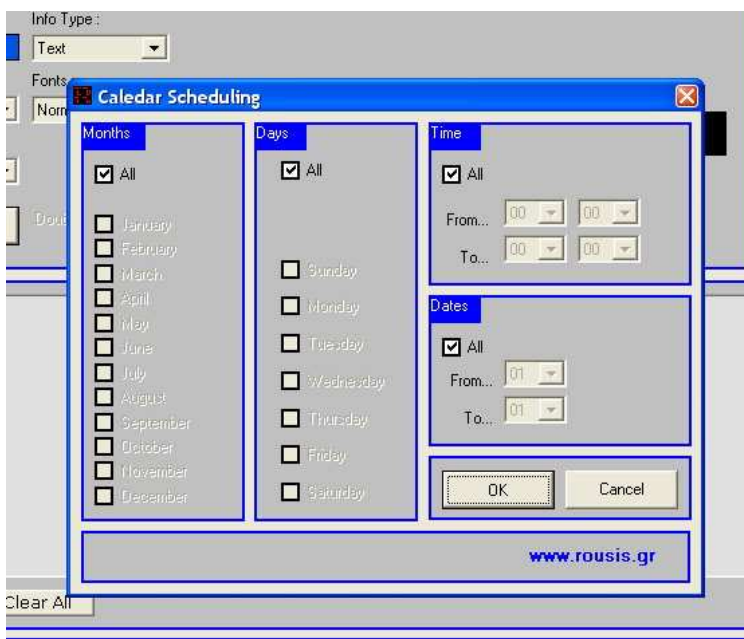 Info Type :
Text
Fonts
Norm
Doub
Caledar Scheduling
Months
All
January
February
March
April
May
June
July
August
September
October
November
December
Days
All
Sunday
Monday
Tuesday
Wednesday
Thursday
Friday
Saturday
Time
All
From... 00 00
To... 00 00
Dates
All
From... 01
To... 01
OK Cancel
www.rousis.gr
Clear All